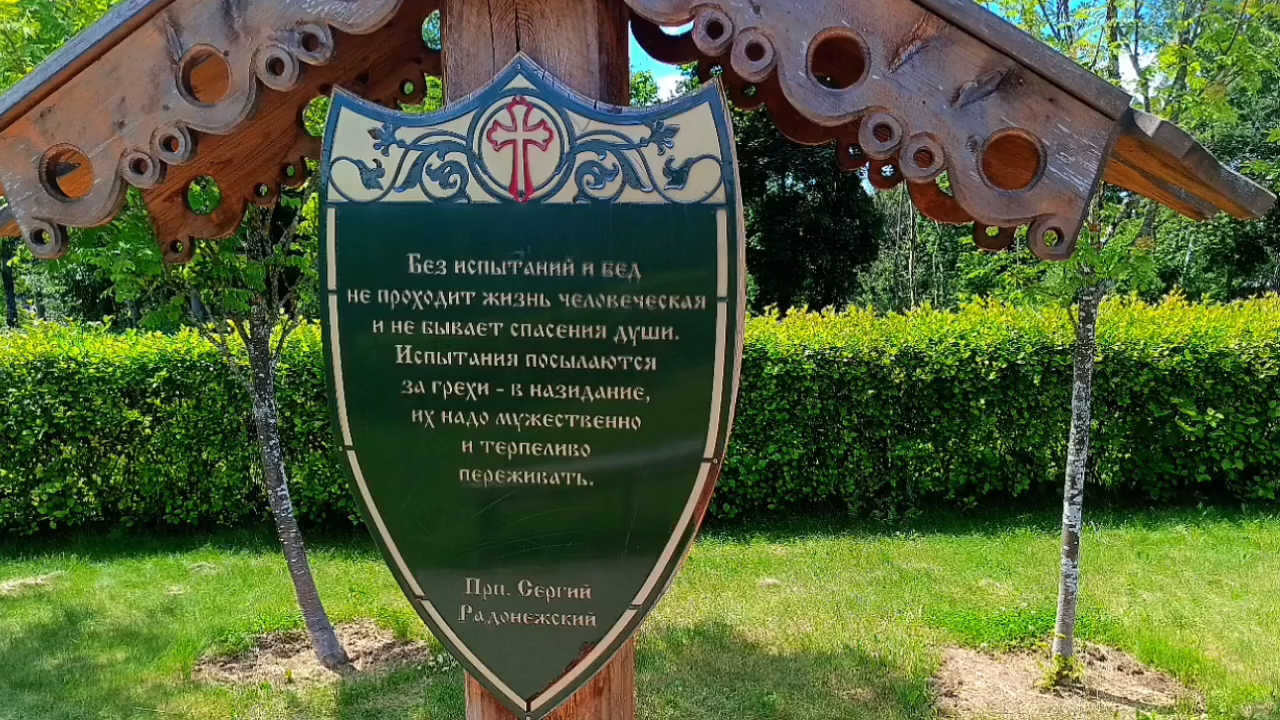 Без испытаний и бед
не проходит жизнь человеческая
и не бывает спасения души.
Испытания посылаются
за грехи - в назидание,
их надо мужественно
и терпеливо
переживать.
Прп. Сергий
Радонежский